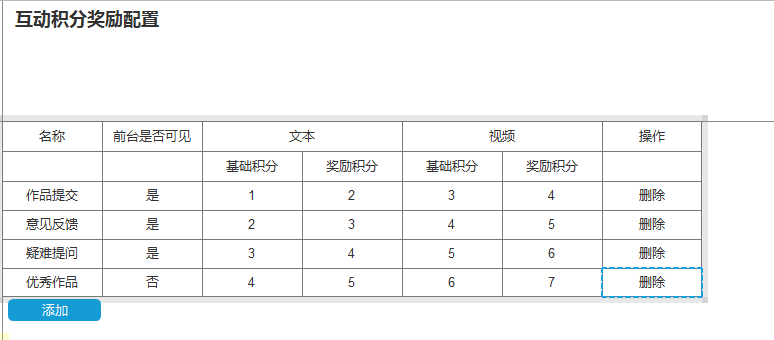 互动积分奖励配置
名称 前台是否可见 文本 视频 操作
基础积分 奖励积分 基础积分 奖励积分
作品提交 是 1 2 3 4 删除
意见反馈 是 2 3 4 5 删除
疑难提问 是 3 4 5 6 删除
优秀作品 否 4 5 6 7 删除
添加